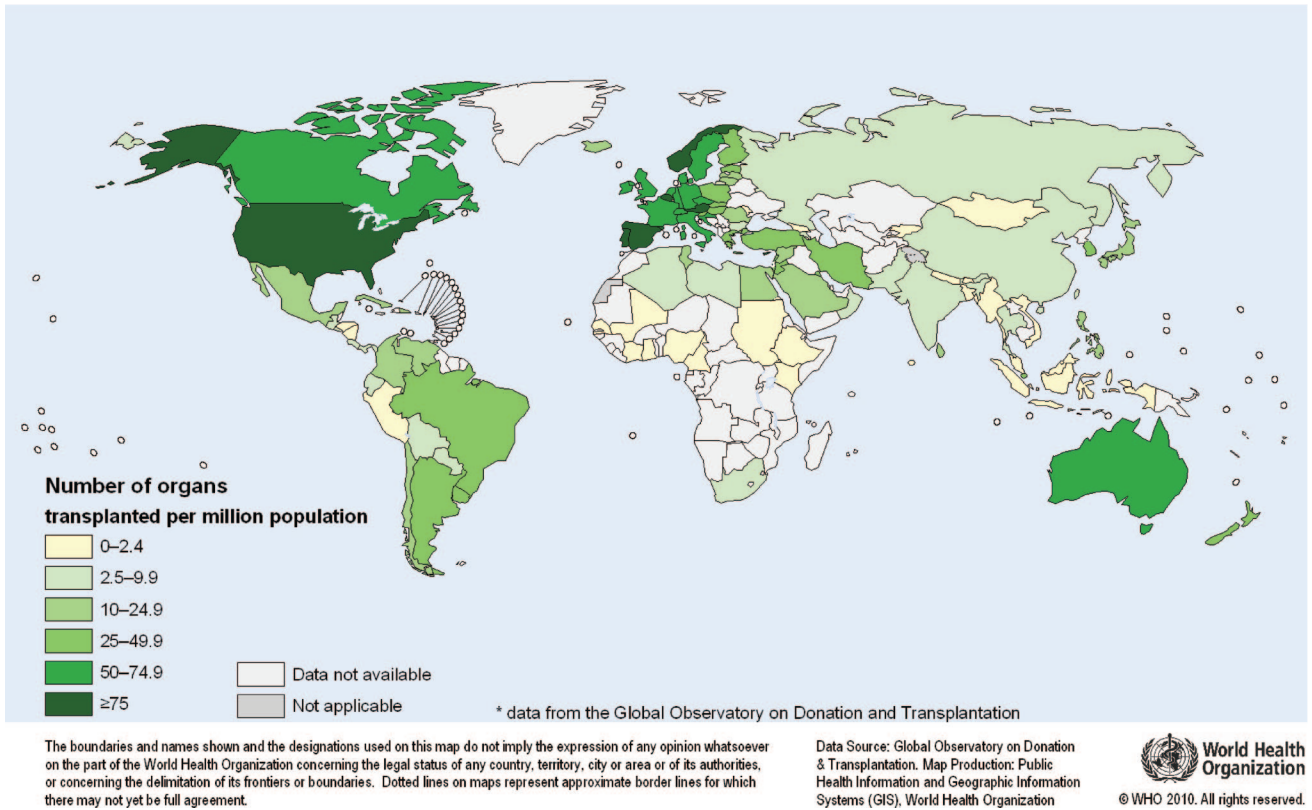 Number of organs
transplanted per million population
0–2.4
2.5–9.9
10–24.9
25–49.9
50–74.9
≥75
Data not available
Not applicable
* data from the Global Observatory on Donation and Transplantation
The boundaries and names shown and the designations used on this map do not imply the expression of any opinion whatsoever
on the part of the World Health Organization concerning the legal status of any country, territory, city or area or of its authorities,
or concerning the delimitation of its frontiers or boundaries. Dotted lines on maps represent approximate border lines for which
there may not yet be full agreement.
Data Source: Global Observatory on Donation
& Transplantation. Map Production: Public
Health Information and Geographic Information
Systems (GIS), World Health Organization
World Health
Organization
© WHO 2010. All rights reserved.